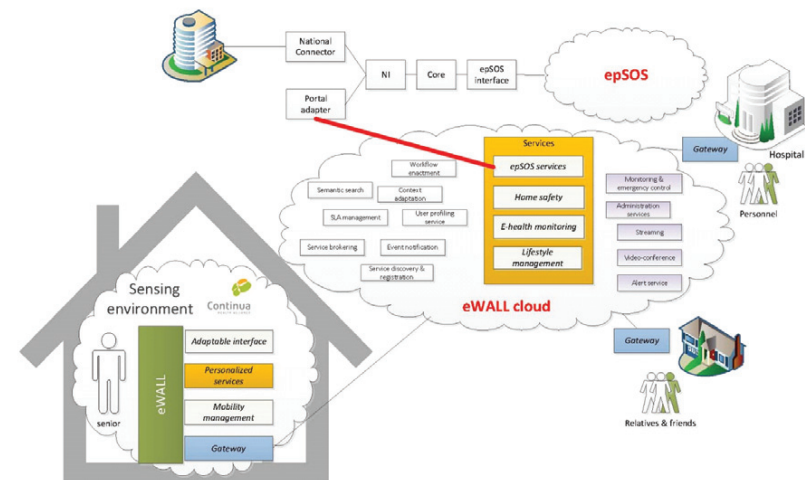 National
Connector
NI
Core
epSOS
interface
epSOS
Portal
adapter
Hospital
Gateway
Personnel
Services
epSOS services
Home safety
E-health monitoring
Lifestyle
management
Workflow
enactment
Semantic search
Context
adaptation
SLA management
User profiling
service
Service brokering
Event notification
Service discovery &
registration
Monitoring &
emergency control
Administration
services
Streaming
Video-conference
Alert service
eWALL cloud
Gateway
Relatives & friends
Sensing
environment
Continua
HEALTH ALLIANCE
eWALL
senior
Adaptable interface
Personalized
services
Mobility
management
Gateway